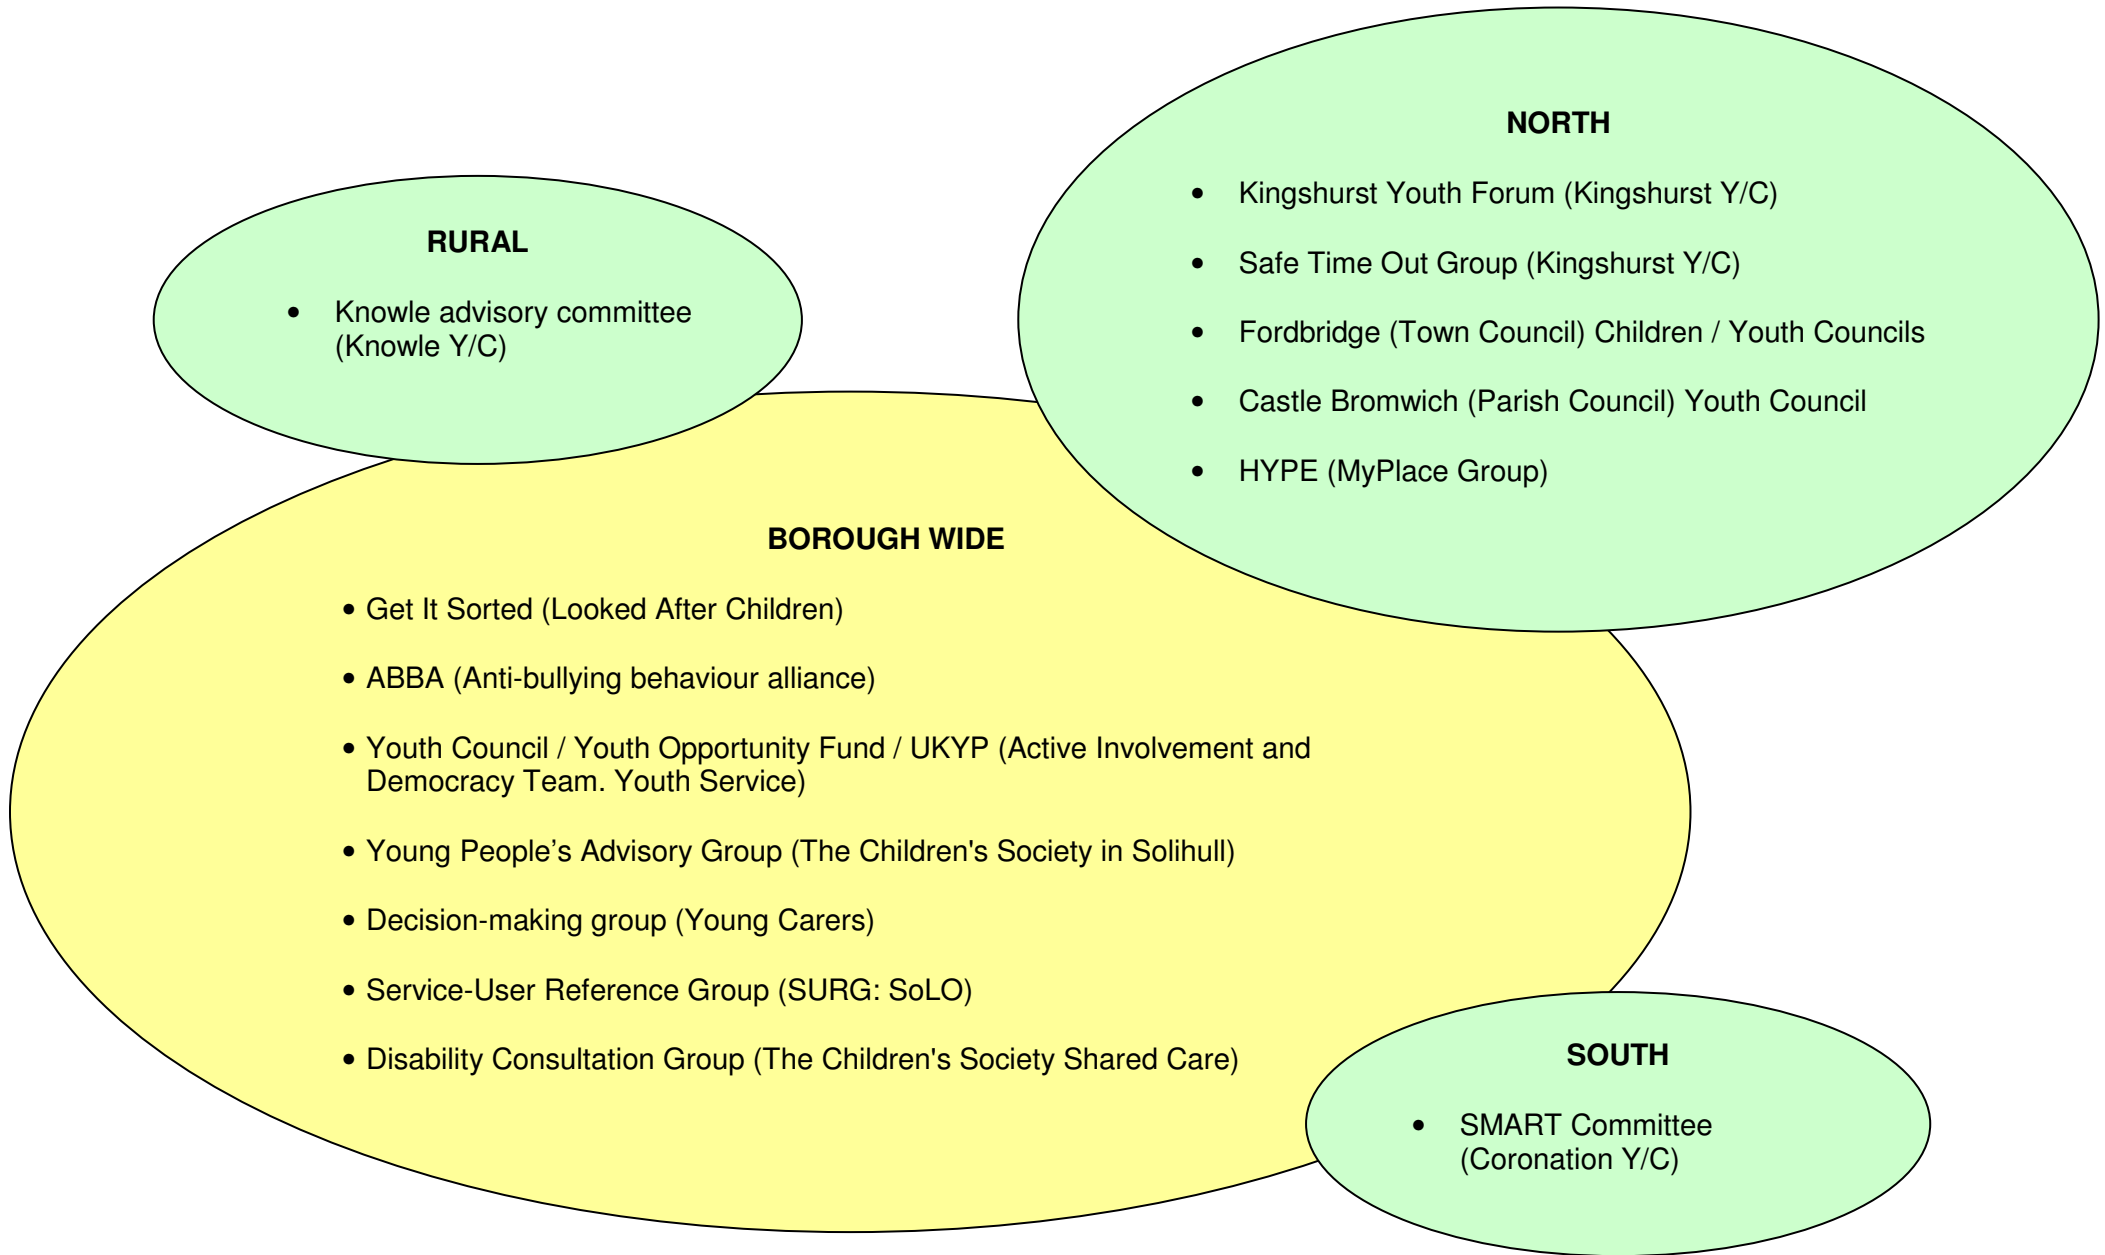 NORTH
• Kingshurst Youth Forum (Kingshurst Y/C)
• Safe Time Out Group (Kingshurst Y/C)
• Fordbridge (Town Council) Children / Youth Councils
• Castle Bromwich (Parish Council) Youth Council
• HYPE (MyPlace Group)
RURAL
• Knowle advisory committee
(Knowle Y/C)
BOROUGH WIDE
• Get It Sorted (Looked After Children)
• ABBA (Anti-bullying behaviour alliance)
• Youth Council / Youth Opportunity Fund / UKYP (Active Involvement and
Democracy Team. Youth Service)
• Young People’s Advisory Group (The Children's Society in Solihull)
• Decision-making group (Young Carers)
• Service-User Reference Group (SURG: SoLO)
• Disability Consultation Group (The Children's Society Shared Care)
SOUTH
• SMART Committee
(Coronation Y/C)